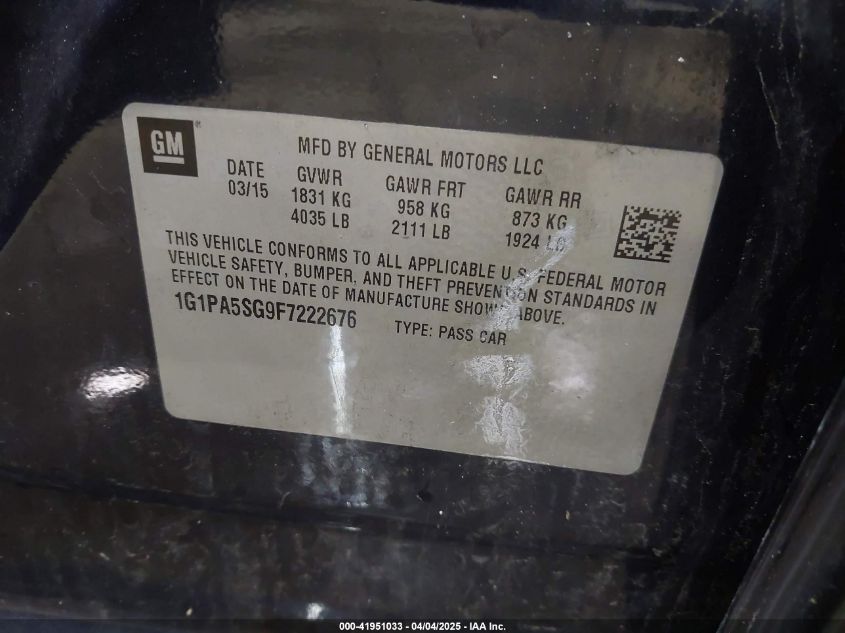 GM®
MFD BY GENERAL MOTORS LLC
DATE GVWR GAWR FRT GAWR RR
03/15 1831 KG 958 KG 873 KG
4035 LB 2111 LB 1924 LB
THIS VEHICLE CONFORMS TO ALL APPLICABLE U.S. FEDERAL MOTOR
VEHICLE SAFETY, BUMPER, AND THEFT PREVENTION STANDARDS IN
EFFECT ON THE DATE OF MANUFACTURE SHOWN ABOVE.
1G1PA5SG9F7222676 TYPE: PASS CAR
000-41951033 - 04/04/2025 - IAA Inc.